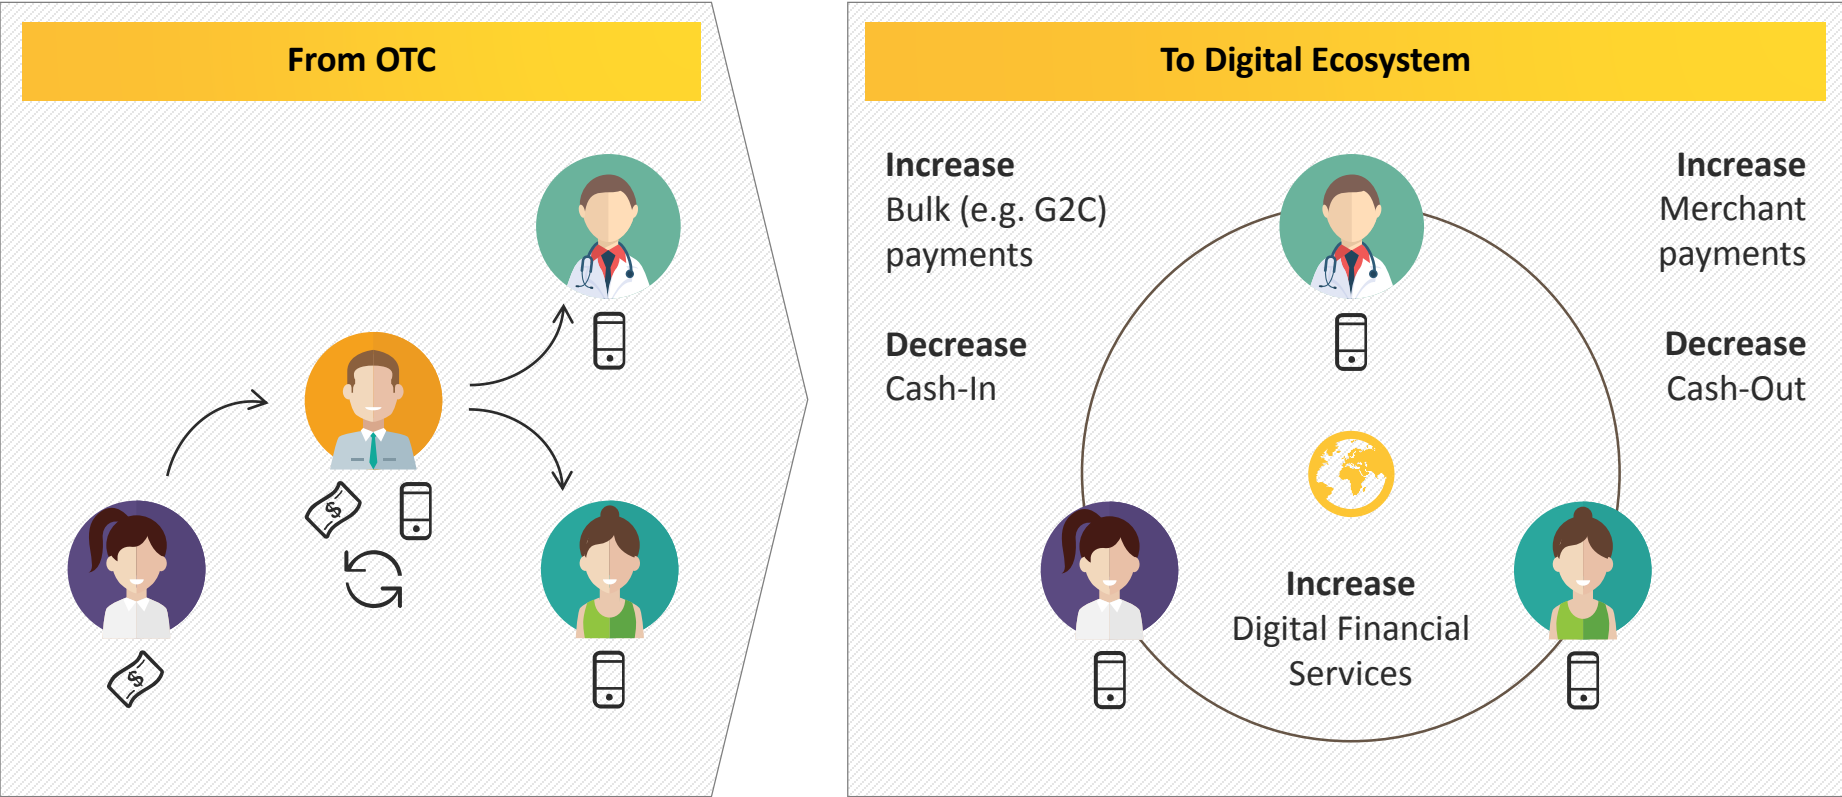 From OTC
To Digital Ecosystem
Increase
Bulk (e.g. G2C)
payments
Decrease
Cash-In
Increase
Merchant
payments
Decrease
Cash-Out
Increase
Digital Financial
Services
$
$